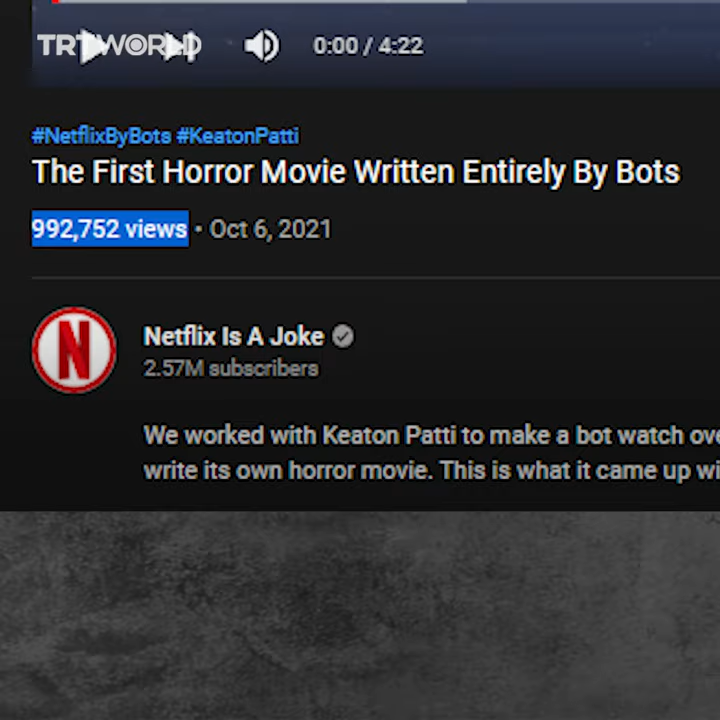 TRT WORLD
0:00 / 4:22
#NetflixByBots #KeatonPatti
The First Horror Movie Written Entirely By Bots
992,752 views • Oct 6, 2021
N
Netflix Is A Joke
2.57M subscribers
We worked with Keaton Patti to make a bot watch ove
write its own horror movie. This is what it came up wi